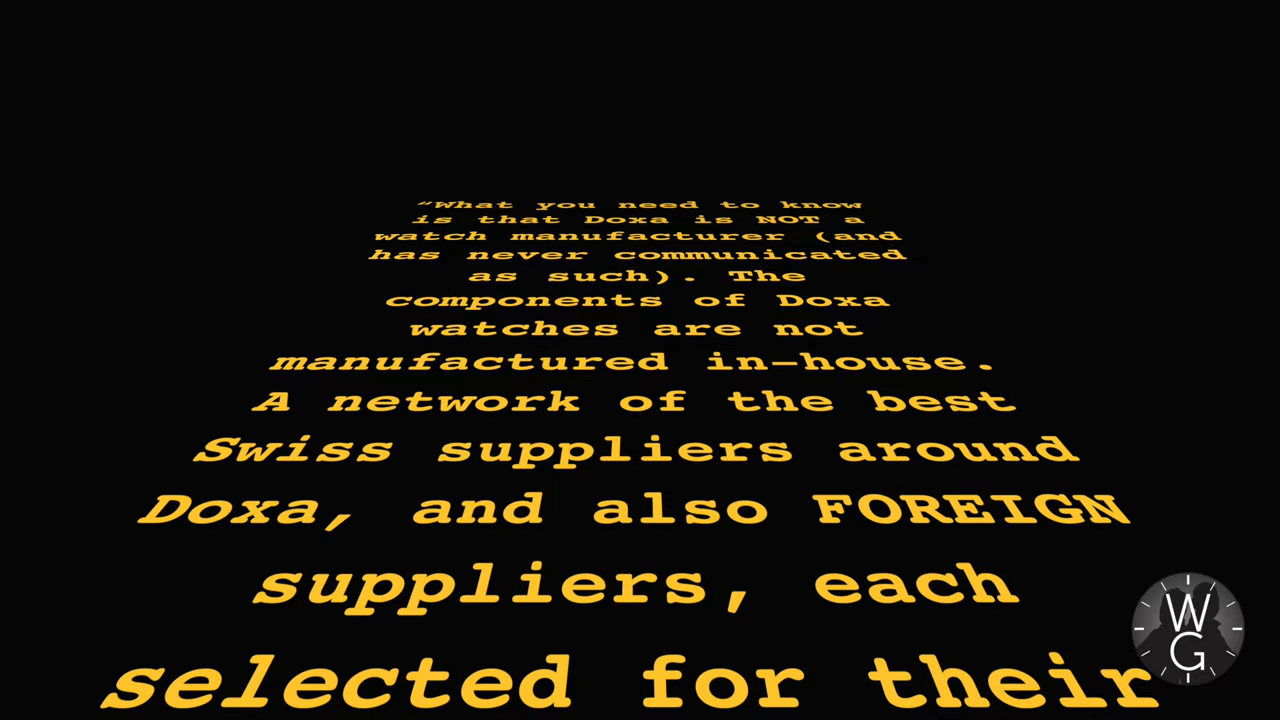 “What you need to know
is that Doxa is NOT a
watch manufacturer (and
has never communicated
as such). The
components of Doxa
watches are not
manufactured in-house.
A network of the best
Swiss suppliers around
Doxa, and also FOREIGN
suppliers, each
selected for their
W
G